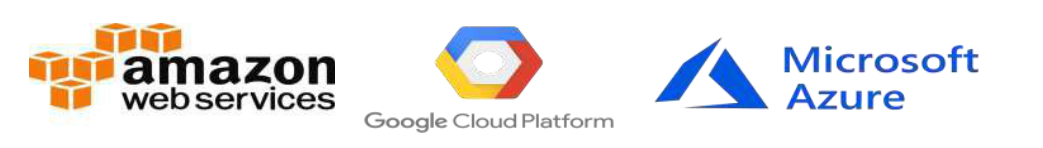 amazon
web services
Google Cloud Platform
Microsoft
Azure